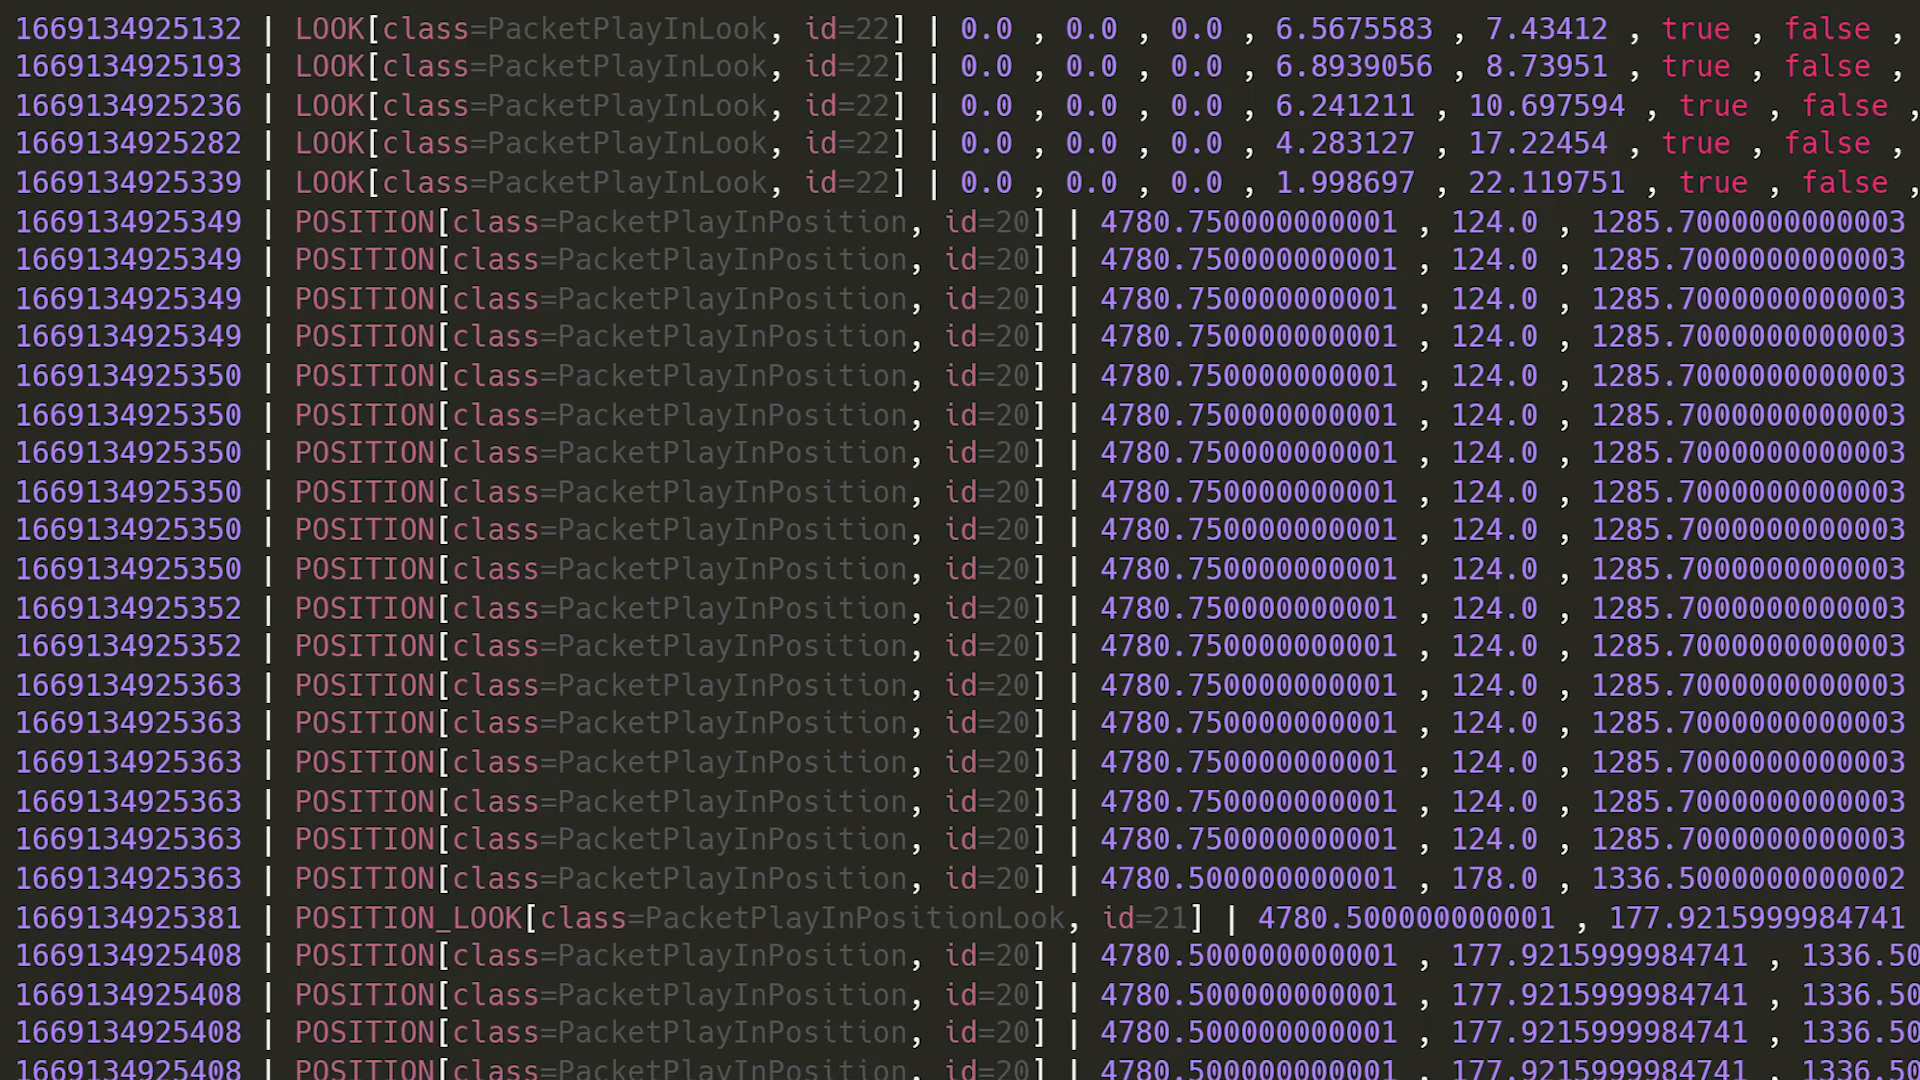 1669134925132 | LOOK[class=PacketPlayInLook, id=22] | 0.0 , 0.0 , 0.0 , 6.5675583 , 7.43412 , true , false ,
1669134925193 | LOOK[class=PacketPlayInLook, id=22] | 0.0 , 0.0 , 0.0 , 6.8939056 , 8.73951 , true , false ,
1669134925236 | LOOK[class=PacketPlayInLook, id=22] | 0.0 , 0.0 , 0.0 , 6.241211 , 10.697594 , true , false ,
1669134925282 | LOOK[class=PacketPlayInLook, id=22] | 0.0 , 0.0 , 0.0 , 4.283127 , 17.22454 , true , false ,
1669134925339 | LOOK[class=PacketPlayInLook, id=22] | 0.0 , 0.0 , 0.0 , 1.998697 , 22.119751 , true , false ,
1669134925349 | POSITION[class=PacketPlayInPosition, id=20] | 4780.750000000001 , 124.0 , 1285.7000000000003
1669134925349 | POSITION[class=PacketPlayInPosition, id=20] | 4780.750000000001 , 124.0 , 1285.7000000000003
1669134925349 | POSITION[class=PacketPlayInPosition, id=20] | 4780.750000000001 , 124.0 , 1285.7000000000003
1669134925349 | POSITION[class=PacketPlayInPosition, id=20] | 4780.750000000001 , 124.0 , 1285.7000000000003
1669134925350 | POSITION[class=PacketPlayInPosition, id=20] | 4780.750000000001 , 124.0 , 1285.7000000000003
1669134925350 | POSITION[class=PacketPlayInPosition, id=20] | 4780.750000000001 , 124.0 , 1285.7000000000003
1669134925350 | POSITION[class=PacketPlayInPosition, id=20] | 4780.750000000001 , 124.0 , 1285.7000000000003
1669134925350 | POSITION[class=PacketPlayInPosition, id=20] | 4780.750000000001 , 124.0 , 1285.7000000000003
1669134925350 | POSITION[class=PacketPlayInPosition, id=20] | 4780.750000000001 , 124.0 , 1285.7000000000003
1669134925350 | POSITION[class=PacketPlayInPosition, id=20] | 4780.750000000001 , 124.0 , 1285.7000000000003
1669134925352 | POSITION[class=PacketPlayInPosition, id=20] | 4780.750000000001 , 124.0 , 1285.7000000000003
1669134925352 | POSITION[class=PacketPlayInPosition, id=20] | 4780.750000000001 , 124.0 , 1285.7000000000003
1669134925363 | POSITION[class=PacketPlayInPosition, id=20] | 4780.750000000001 , 124.0 , 1285.7000000000003
1669134925363 | POSITION[class=PacketPlayInPosition, id=20] | 4780.750000000001 , 124.0 , 1285.7000000000003
1669134925363 | POSITION[class=PacketPlayInPosition, id=20] | 4780.750000000001 , 124.0 , 1285.7000000000003
1669134925363 | POSITION[class=PacketPlayInPosition, id=20] | 4780.750000000001 , 124.0 , 1285.7000000000003
1669134925363 | POSITION[class=PacketPlayInPosition, id=20] | 4780.750000000001 , 124.0 , 1285.7000000000003
1669134925363 | POSITION[class=PacketPlayInPosition, id=20] | 4780.500000000001 , 178.0 , 1336.5000000000002
1669134925381 | POSITION_LOOK[class=PacketPlayInPositionLook, id=21] | 4780.500000000001 , 177.9215999984741
1669134925408 | POSITION[class=PacketPlayInPosition, id=20] | 4780.500000000001 , 177.9215999984741 , 1336.50
1669134925408 | POSITION[class=PacketPlayInPosition, id=20] | 4780.500000000001 , 177.9215999984741 , 1336.50
1669134925408 | POSITION[class=PacketPlayInPosition, id=20] | 4780.500000000001 , 177.9215999984741 , 1336.50
1669134925408 | POSITION[class=PacketPlayInPosition, id=20] | 4780.500000000001 , 177.9215999984741 , 1336.50